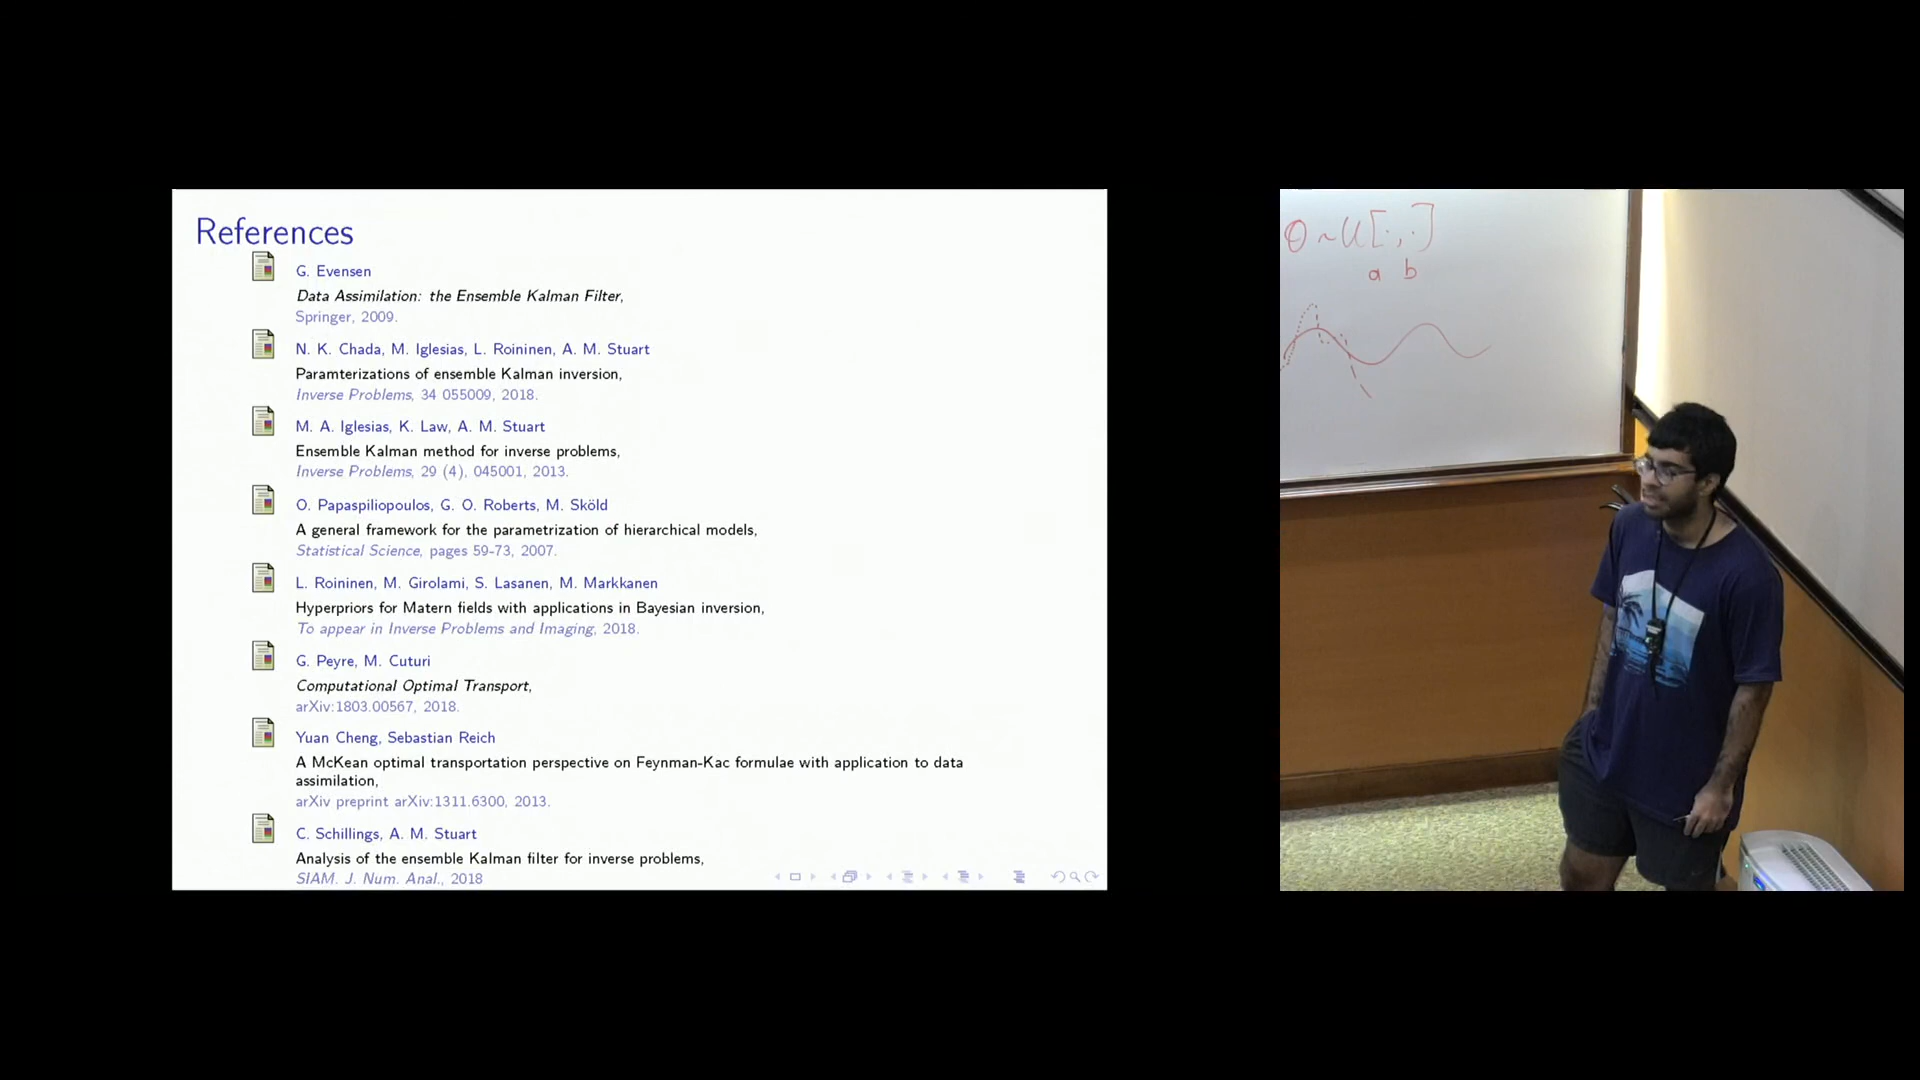 References
G. Evensen
Data Assimilation: the Ensemble Kalman Filter,
Springer, 2009.
N. K. Chada, M. Iglesias, L. Roininen, A. M. Stuart
Paramterizations of ensemble Kalman inversion,
Inverse Problems, 34 055009, 2018.
M. A. Iglesias, K. Law, A. M. Stuart
Ensemble Kalman method for inverse problems,
Inverse Problems, 29 (4), 045001, 2013.
O. Papaspiliopoulos, G. O. Roberts, M. Sköld
A general framework for the parametrization of hierarchical models,
Statistical Science, pages 59-73, 2007.
L. Roininen, M. Girolami, S. Lasanen, M. Markkanen
Hyperpriors for Matern fields with applications in Bayesian inversion,
To appear in Inverse Problems and Imaging, 2018.
G. Peyre, M. Cuturi
Computational Optimal Transport,
arXiv:1803.00567, 2018.
Yuan Cheng, Sebastian Reich
A McKean optimal transportation perspective on Feynman-Kac formulae with application to data
assimilation,
arXiv preprint arXiv:1311.6300, 2013.
C. Schillings, A. M. Stuart
Analysis of the ensemble Kalman filter for inverse problems,
SIAM. J. Num. Anal., 2018
Θ ~ U[·,·]
a b